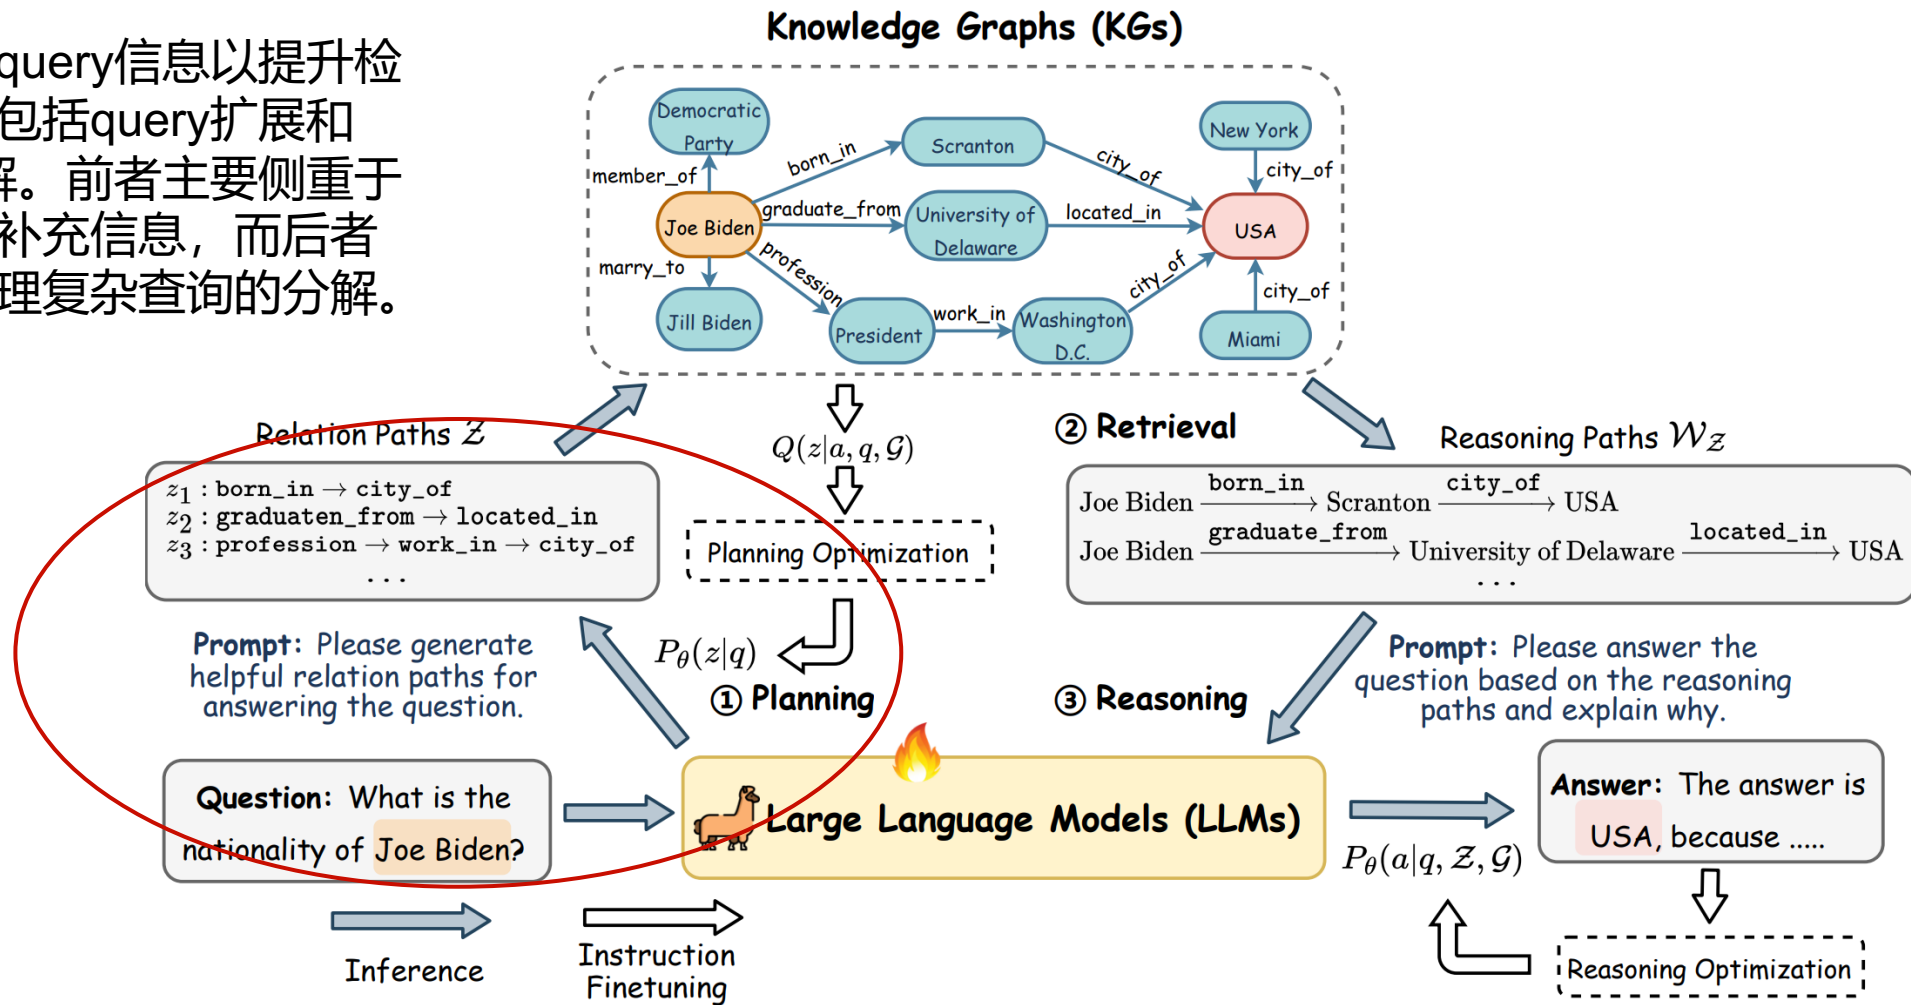 query信息以提升检
包括query扩展和
解。前者主要侧重于
补充信息，而后者
理复杂查询的分解。
Knowledge Graphs (KGs)
Democratic
Party
member_of
born_in
Scranton
city_of
New York
city_of
Joe Biden
graduate_from
University of
Delaware
located_in
USA
marry_to
profession
Jill Biden
President
work_in
Washington
D.C.
city_of
city_of
Miami
Relation Paths Z
z1 : born_in → city_of
z2 : graduaten_from → located_in
z3 : profession → work_in → city_of
...
Q(z|a, q, G)
Planning Optimization
Pθ(z|q)
① Planning
② Retrieval
Reasoning Paths WZ
Joe Biden born_in Scranton city_of USA
Joe Biden graduate_from University of Delaware located_in USA
...
Prompt: Please generate
helpful relation paths for
answering the question.
③ Reasoning
Prompt: Please answer the
question based on the reasoning
paths and explain why.
Question: What is the
nationality of Joe Biden?
Large Language Models (LLMs)
Pθ(a|q, Z, G)
Answer: The answer is
USA, because .....
Inference
Instruction
Finetuning
Reasoning Optimization